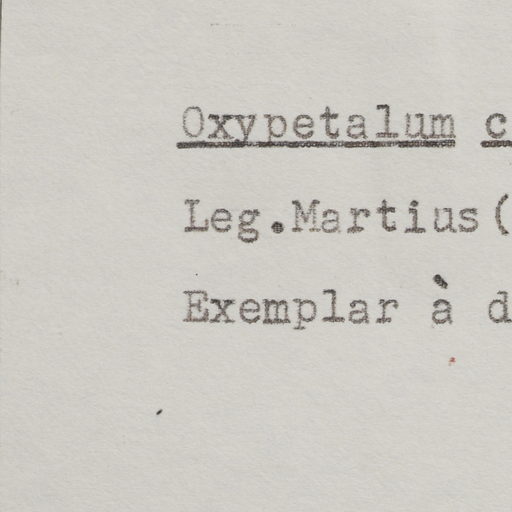 Oxypetalum c
Leg.Martius(
Exemplar à d